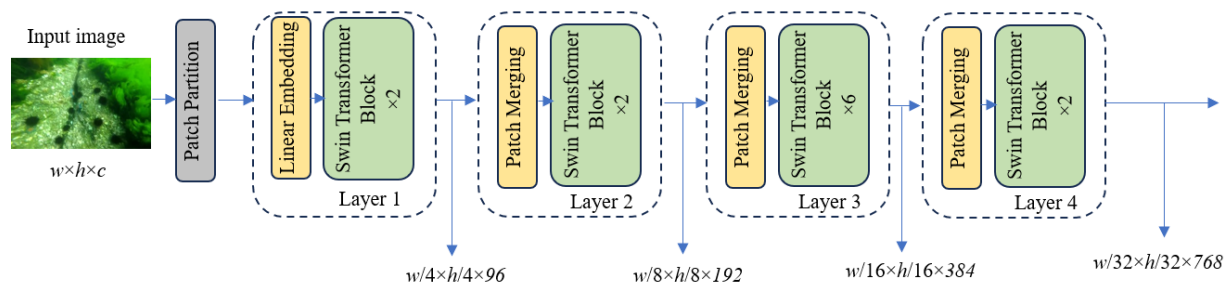 Input image
w×h×c
Patch Partition
Linear Embedding
Swin Transformer
Block
×2
Layer 1
w/4×h/4×96
Patch Merging
Swin Transformer
Block
×2
Layer 2
w/8×h/8×192
Patch Merging
Swin Transformer
Block
×6
Layer 3
w/16×h/16×384
Patch Merging
Swin Transformer
Block
×2
Layer 4
w/32×h/32×768